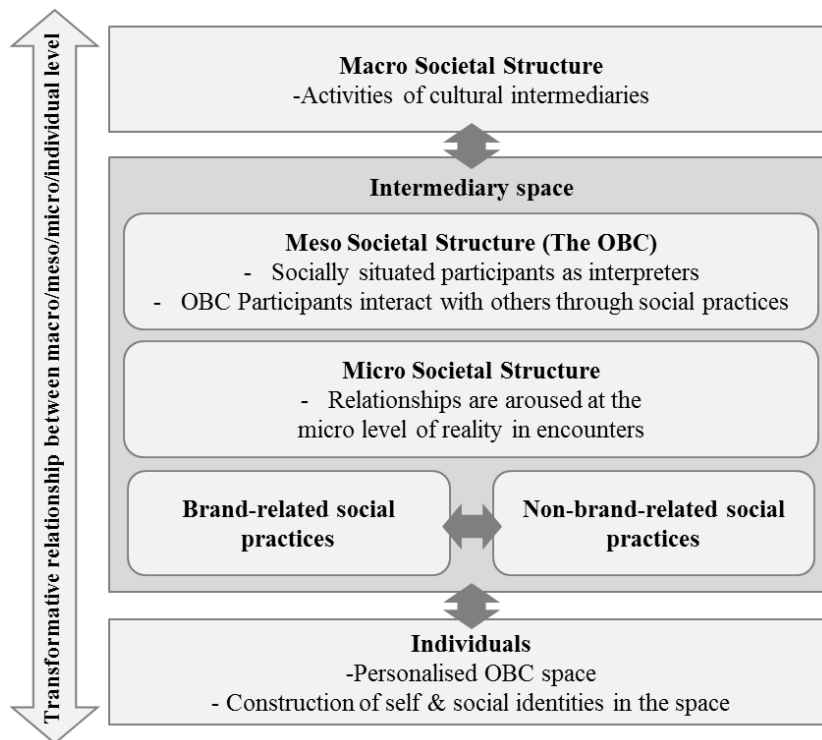 Transformative relationship between macro/meso/micro/individual level
Macro Societal Structure
-Activities of cultural intermediaries
Intermediary space
Meso Societal Structure (The OBC)
- Socially situated participants as interpreters
- OBC Participants interact with others through social practices
Micro Societal Structure
- Relationships are aroused at the
micro level of reality in encounters
Brand-related social
practices
Non-brand-related social
practices
Individuals
-Personalised OBC space
- Construction of self & social identities in the space